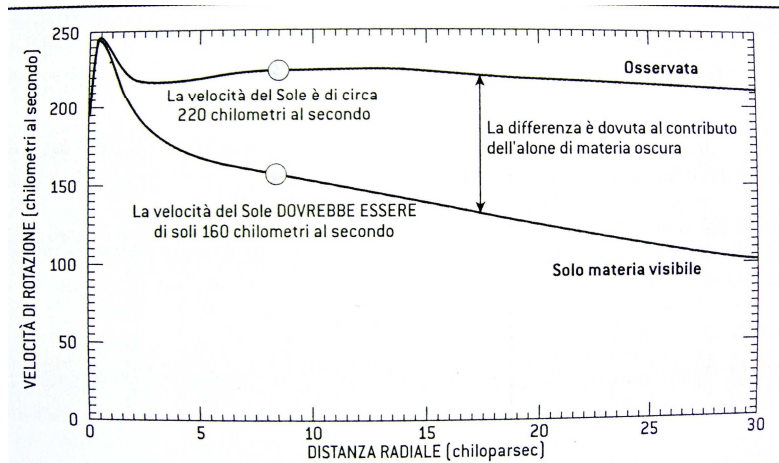 250
200
150
100
50
0
VELOCITÀ DI ROTAZIONE (chilometri al secondo)
Osservata
La velocità del Sole è di circa
220 chilometri al secondo
La differenza è dovuta al contributo
dell'alone di materia oscura
La velocità del Sole DOVREBBE ESSERE
di soli 160 chilometri al secondo
Solo materia visibile
0 5 10 15 20 25 30
DISTANZA RADIALE (chiloparsec)